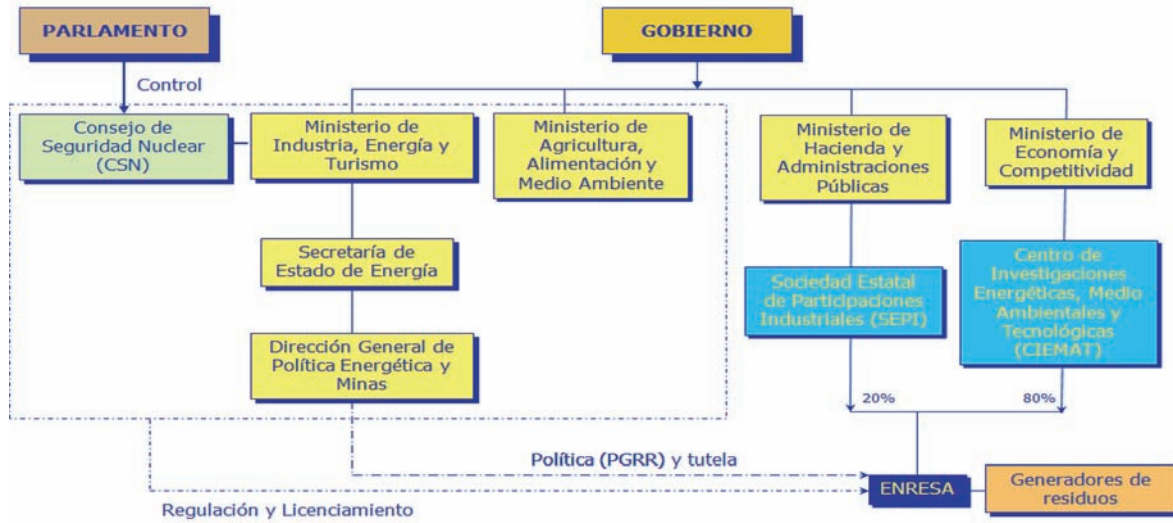 PARLAMENTO
GOBIERNO
Control
Consejo de
Seguridad Nuclear
(CSN)
Ministerio de
Industria, Energía y
Turismo
Ministerio de
Agricultura,
Alimentación y
Medio Ambiente
Ministerio de
Hacienda y
Administraciones
Públicas
Ministerio de
Economía y
Competitividad
Secretaría de
Estado de Energía
Sociedad Estatal
de Participaciones
Industriales (SEPI)
Centro de
Investigaciones
Energéticas, Medio
Ambientales y
Tecnológicas
(CIEMAT)
Dirección General de
Política Energética y
Minas
20%
80%
Política (PGRR) y tutela
ENRESA
Generadores de
residuos
Regulación y Licenciamiento